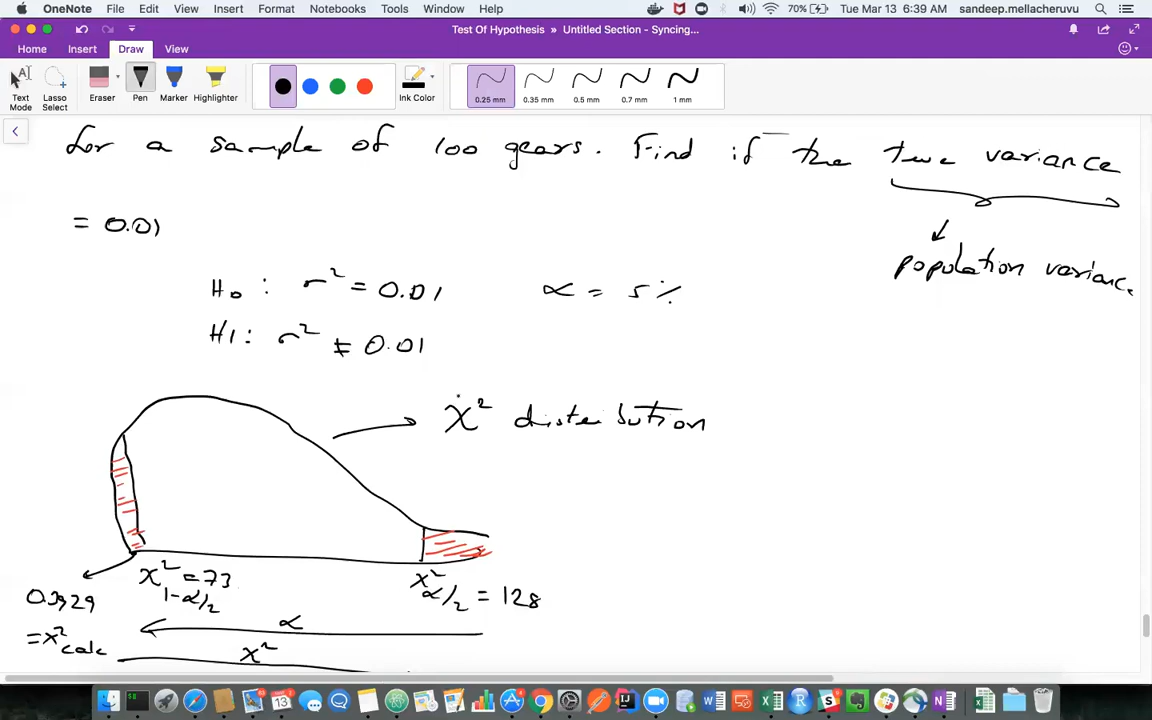 OneNote File Edit View Insert Format Notebooks Tools Window Help 70% Tue Mar 13 6:39 AM sandeep.mellacheruvu
Test Of Hypothesis » Untitled Section - Syncing...
Home Insert Draw View
Text Mode
Lasso Select
Eraser
Pen
Marker
Highlighter
Ink Color
0.25 mm 0.35 mm 0.5 mm 0.7 mm 1 mm
for a sample of 100 gears. Find if the true variance
= 0.01
population variance
H0 : σ² = 0.01 α = 5%
H1 : σ² ≠ 0.01
χ² distribution
χ²1-α/2 = 73
χ²α/2 = 128
0.3929
= χ²calc
α
χ²